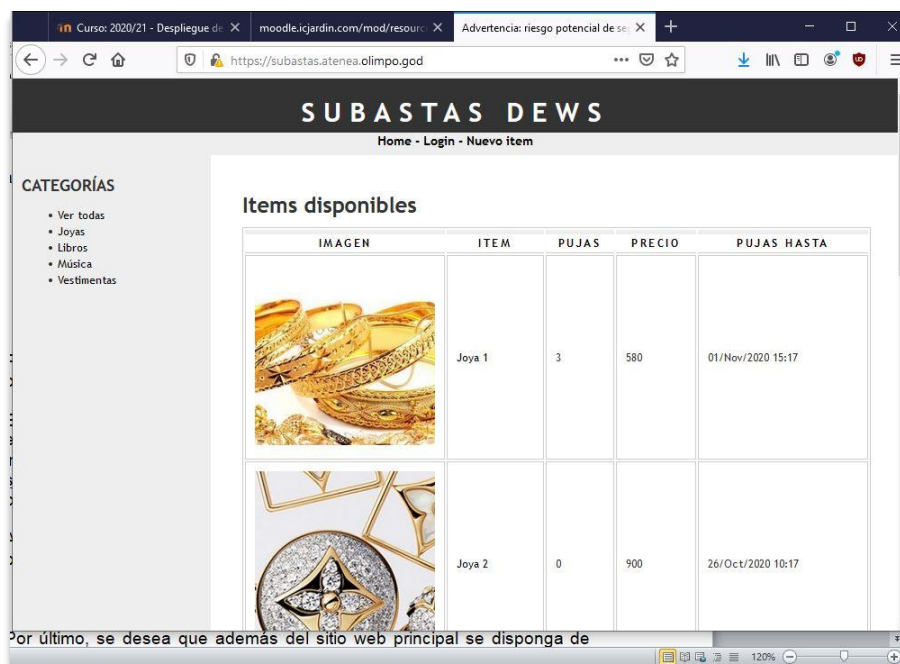 Curso: 2020/21 - Despliegue de
moodle.icjardin.com/mod/resourc
Advertencia: riesgo potencial de se
https://subastas.atenea.olimpo.god
SUBASTAS DEWS
Home - Login - Nuevo item
CATEGORÍAS
Ver todas
Joyas
Libros
Música
Vestimentas
Items disponibles
IMAGEN ITEM PUJAS PRECIO PUJAS HASTA
Joya 1 3 580 01/Nov/2020 15:17
Joya 2 0 900 26/Oct/2020 10:17
Por último, se desea que además del sitio web principal se disponga de
120%